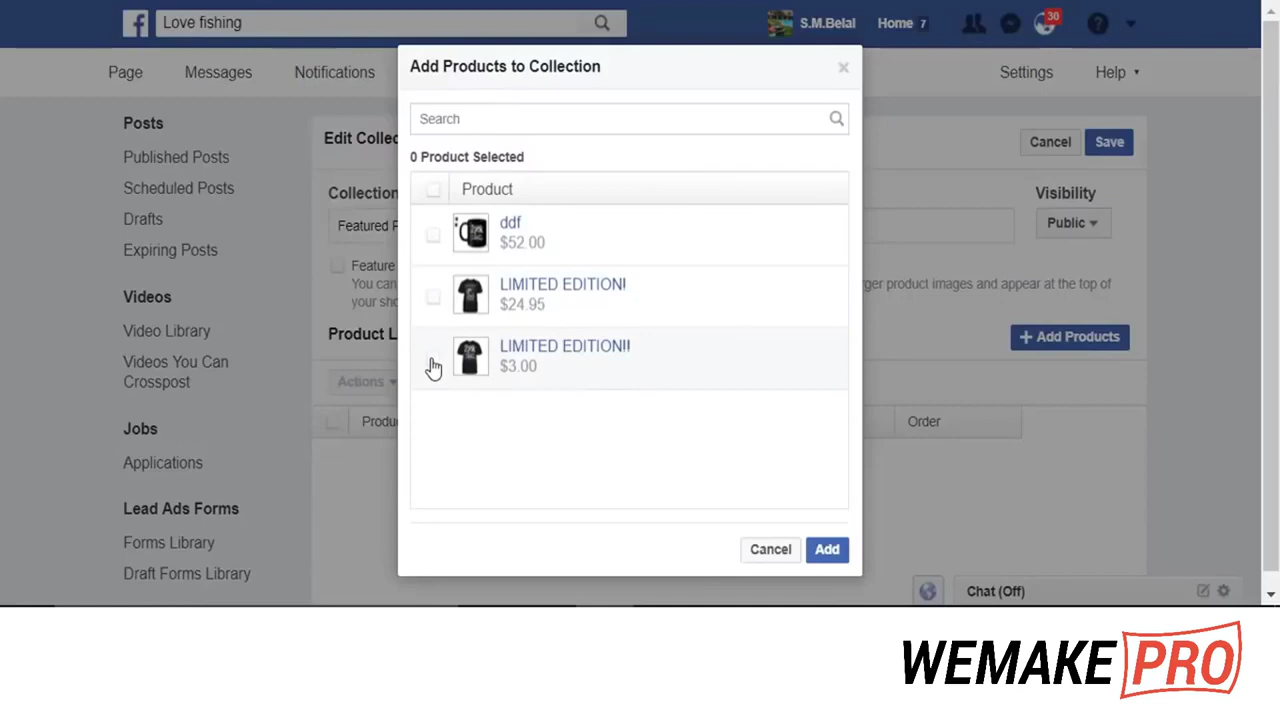 Love fishing
S.M.Belal
Home 7
30
Page
Messages
Notifications
Settings
Help
Posts
Published Posts
Scheduled Posts
Drafts
Expiring Posts
Videos
Video Library
Videos You Can
Crosspost
Jobs
Applications
Lead Ads Forms
Forms Library
Draft Forms Library
Edit Collec
Cancel
Save
Collection
Featured P
Visibility
Public
Feature
You can
your sho
rger product images and appear at the top of
Product L
+ Add Products
Actions
Produ
Order
Add Products to Collection
Search
0 Product Selected
Product
ddf
$52.00
LIMITED EDITION!
$24.95
LIMITED EDITION!!
$3.00
Cancel
Add
Chat (Off)
WEMAKE PRO